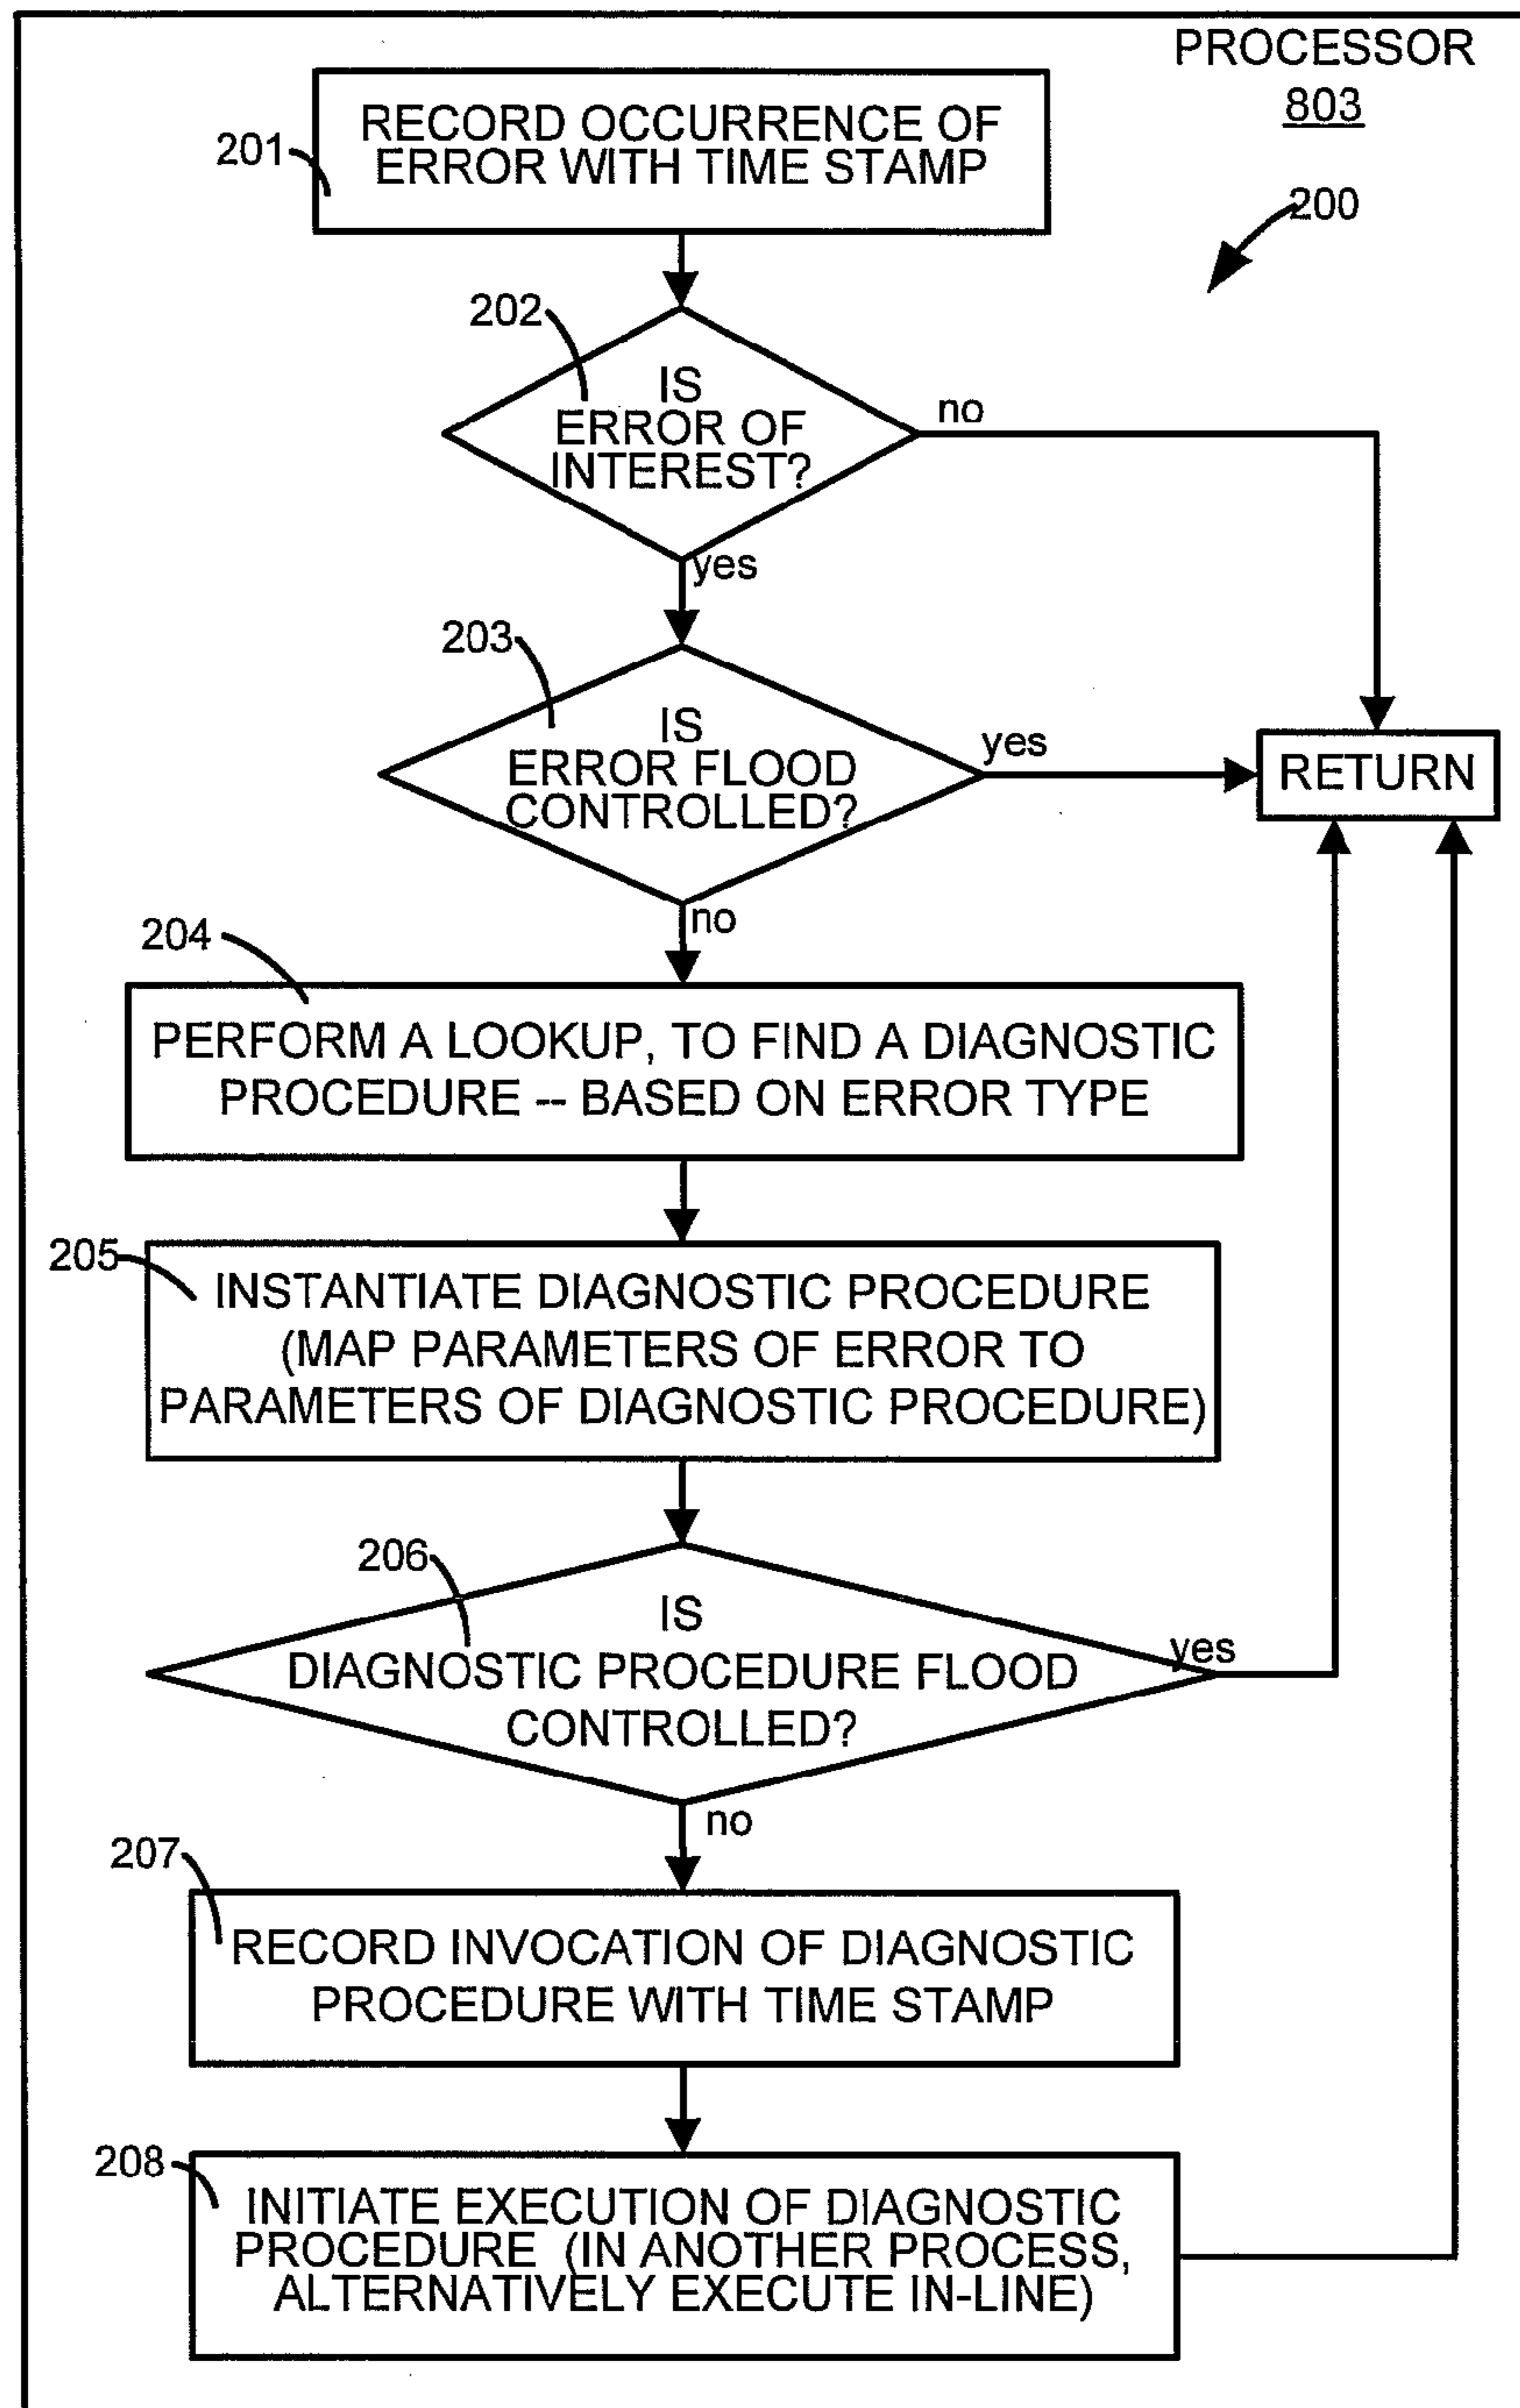 PROCESSOR
803
200
201
RECORD OCCURRENCE OF
ERROR WITH TIME STAMP
202
IS
ERROR OF
INTEREST?
no
yes
203
IS
ERROR FLOOD
CONTROLLED?
yes
RETURN
no
204
PERFORM A LOOKUP, TO FIND A DIAGNOSTIC
PROCEDURE -- BASED ON ERROR TYPE
205
INSTANTIATE DIAGNOSTIC PROCEDURE
(MAP PARAMETERS OF ERROR TO
PARAMETERS OF DIAGNOSTIC PROCEDURE)
206
IS
DIAGNOSTIC PROCEDURE FLOOD
CONTROLLED?
yes
no
207
RECORD INVOCATION OF DIAGNOSTIC
PROCEDURE WITH TIME STAMP
208
INITIATE EXECUTION OF DIAGNOSTIC
PROCEDURE (IN ANOTHER PROCESS,
ALTERNATIVELY EXECUTE IN-LINE)